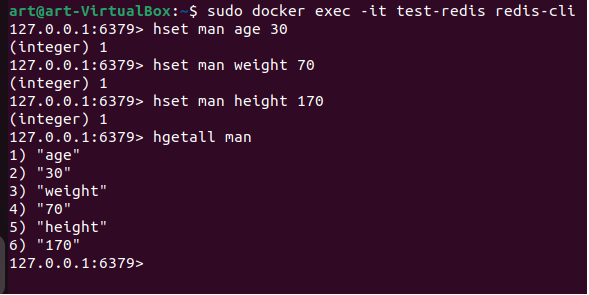 art@art-VirtualBox:~$ sudo docker exec -it test-redis redis-cli
127.0.0.1:6379> hset man age 30
(integer) 1
127.0.0.1:6379> hset man weight 70
(integer) 1
127.0.0.1:6379> hset man height 170
(integer) 1
127.0.0.1:6379> hgetall man
1) "age"
2) "30"
3) "weight"
4) "70"
5) "height"
6) "170"
127.0.0.1:6379>